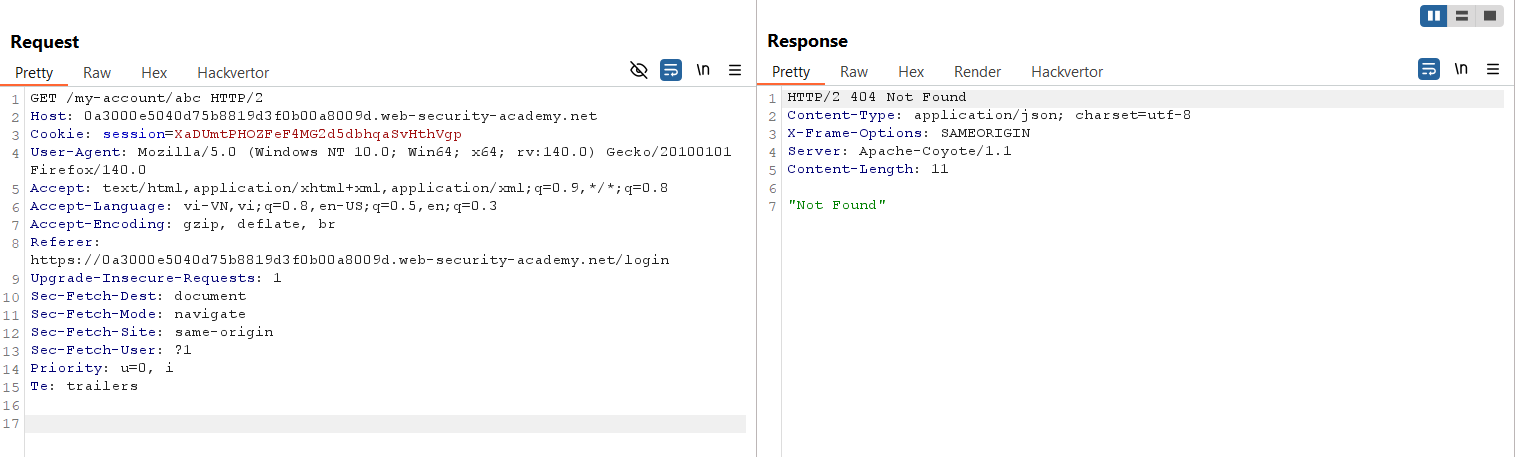 Request
Pretty Raw Hex Hackvertor \n
1 GET /my-account/abc HTTP/2
2 Host: 0a3000e5040d75b8819d3f0b00a8009d.web-security-academy.net
3 Cookie: session=XaDUmtPHOZFeF4MG2d5dbhqaSvHthVgp
4 User-Agent: Mozilla/5.0 (Windows NT 10.0; Win64; x64; rv:140.0) Gecko/20100101
Firefox/140.0
5 Accept: text/html,application/xhtml+xml,application/xml;q=0.9,*/*;q=0.8
6 Accept-Language: vi-VN,vi;q=0.8,en-US;q=0.5,en;q=0.3
7 Accept-Encoding: gzip, deflate, br
8 Referer:
https://0a3000e5040d75b8819d3f0b00a8009d.web-security-academy.net/login
9 Upgrade-Insecure-Requests: 1
10 Sec-Fetch-Dest: document
11 Sec-Fetch-Mode: navigate
12 Sec-Fetch-Site: same-origin
13 Sec-Fetch-User: ?1
14 Priority: u=0, i
15 Te: trailers
16
17
Response
Pretty Raw Hex Render Hackvertor \n
1 HTTP/2 404 Not Found
2 Content-Type: application/json; charset=utf-8
3 X-Frame-Options: SAMEORIGIN
4 Server: Apache-Coyote/1.1
5 Content-Length: 11
6
7 "Not Found"